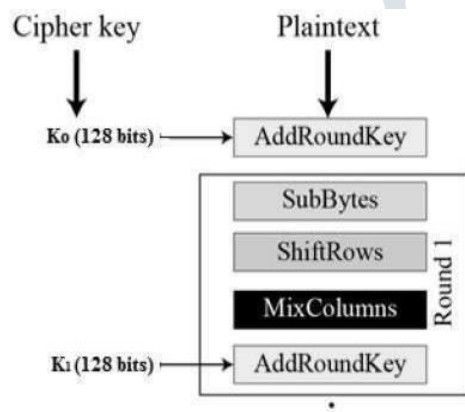 Cipher key Plaintext
K0 (128 bits) AddRoundKey
SubBytes
ShiftRows
MixColumns
Round 1
K1 (128 bits) AddRoundKey